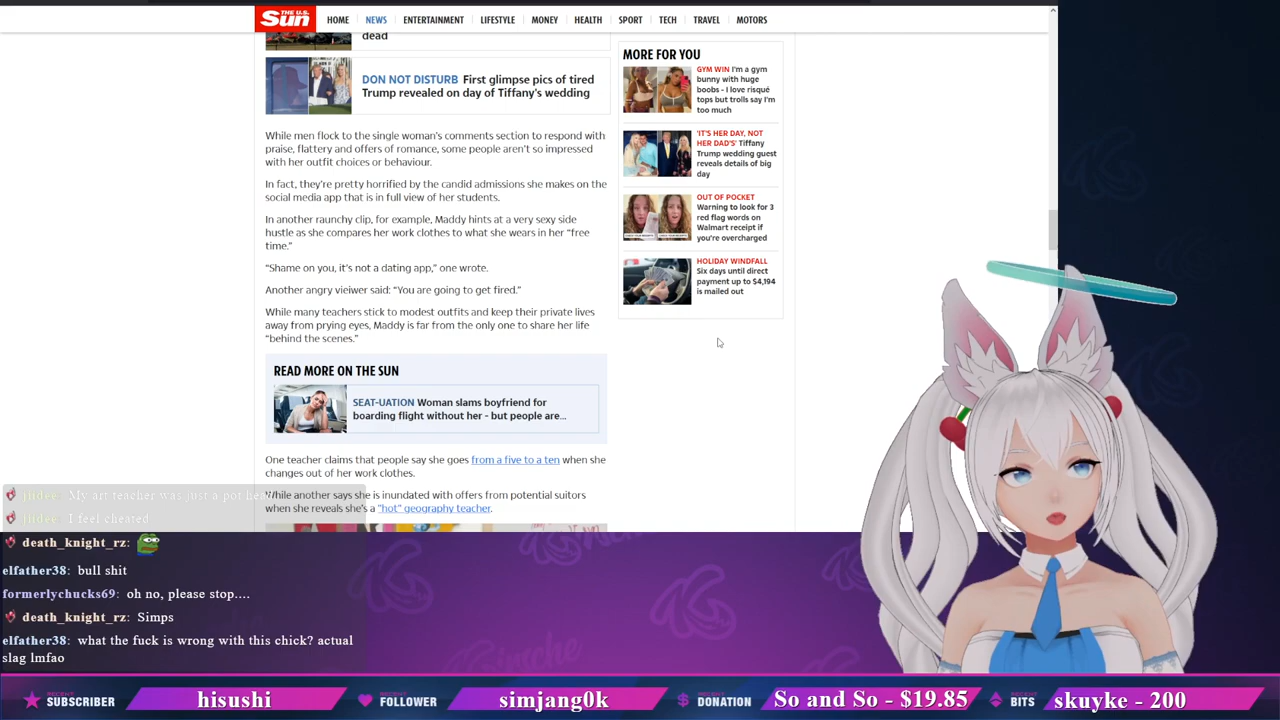 THE U.S.
Sun
HOME
NEWS
ENTERTAINMENT
LIFESTYLE
MONEY
HEALTH
SPORT
TECH
TRAVEL
MOTORS
dead
DON NOT DISTURB First glimpse pics of tired
Trump revealed on day of Tiffany's wedding
While men flock to the single woman's comments section to respond with
praise, flattery and offers of romance, some people aren't so impressed
with her outfit choices or behaviour.
In fact, they're pretty horrified by the candid admissions she makes on the
social media app that is in full view of her students.
In another raunchy clip, for example, Maddy hints at a very sexy side
hustle as she compares her work clothes to what she wears in her “free
time.”
“Shame on you, it's not a dating app,” one wrote.
Another angry vieiwer said: “You are going to get fired.”
While many teachers stick to modest outfits and keep their private lives
away from prying eyes, Maddy is far from the only one to share her life
“behind the scenes.”
READ MORE ON THE SUN
SEAT-UATION Woman slams boyfriend for
boarding flight without her - but people are...
One teacher claims that people say she goes from a five to a ten when she
changes out of her work clothes.
While another says she is inundated with offers from potential suitors
when she reveals she's a "hot" geography teacher.
MORE FOR YOU
GYM WIN I'm a gym
bunny with huge
boobs - I love risqué
tops but trolls say I'm
too much
'IT'S HER DAY, NOT
HER DAD'S' Tiffany
Trump wedding guest
reveals details of big
day
OUT OF POCKET
Warning to look for 3
red flag words on
Walmart receipt if
you're overcharged
HOLIDAY WINDFALL
Six days until direct
payment up to $4,194
is mailed out
My art teacher was just a pot
I feel cheated
death_knight_rz:
elfather38: bull shit
formerlychucks69: oh no, please stop....
death_knight_rz: Simps
elfather38: what the fuck is wrong with this chick? actual
slag lmfao
RECENT
SUBSCRIBER
hisushi
RECENT
FOLLOWER
simjang0k
RECENT
DONATION
So and So - $19.85
RECENT
BITS
skuyke - 200